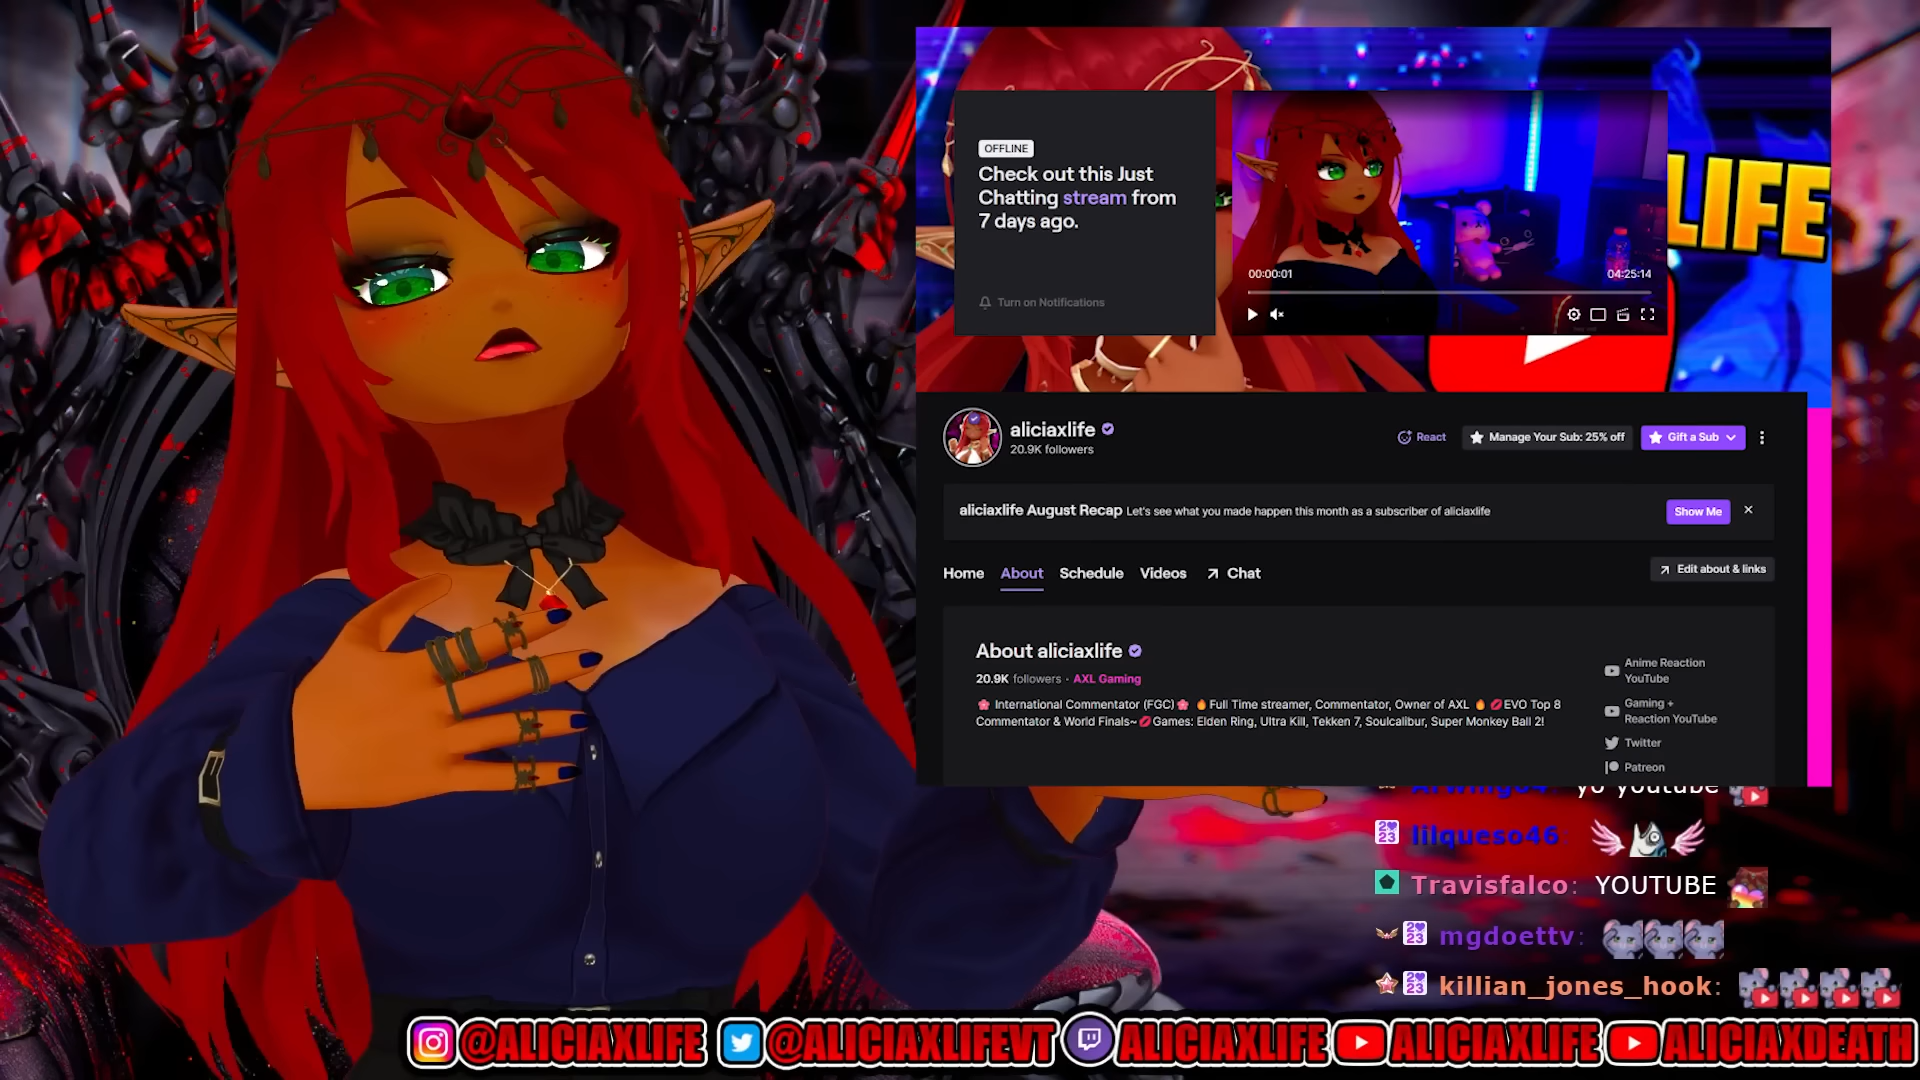 OFFLINE
Check out this Just
Chatting stream from
7 days ago.
Turn on Notifications
00:00:01
04:25:14
LIFE
aliciaxlife
20.9K followers
React
Manage Your Sub: 25% off
Gift a Sub
aliciaxlife August Recap Let's see what you made happen this month as a subscriber of aliciaxlife
Show Me
Home About Schedule Videos Chat
Edit about & links
About aliciaxlife
20.9K followers · AXL Gaming
🌸 International Commentator (FGC)🌸 🔥Full Time streamer, Commentator, Owner of AXL 🔥 💋EVO Top 8
Commentator & World Finals~💋Games: Elden Ring, Ultra Kill, Tekken 7, Soulcalibur, Super Monkey Ball 2!
Anime Reaction
YouTube
Gaming +
Reaction YouTube
Twitter
Patreon
yo youtube
lilqueso46:
Travisfalco: YOUTUBE
mgdoettv:
killian_jones_hook:
@ALICIAXLIFE @ALICIAXLIFEVT ALICIAXLIFE ALICIAXLIFE ALICIAXDEATH